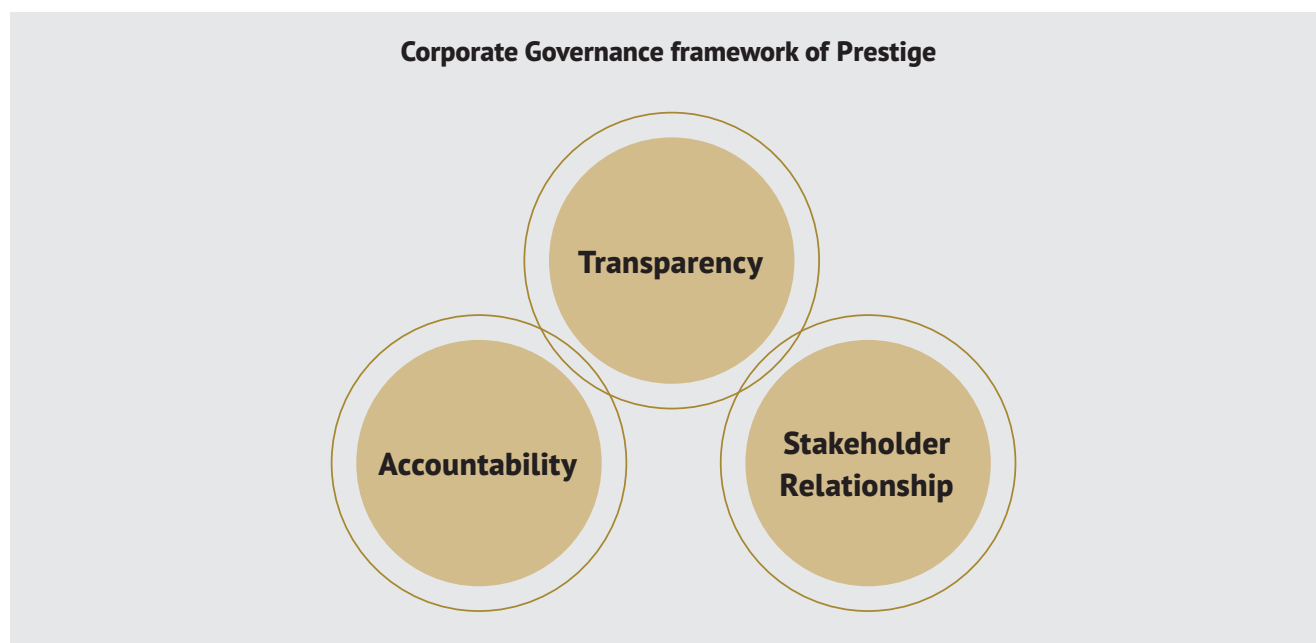 Corporate Governance framework of Prestige
Transparency
Accountability
Stakeholder
Relationship